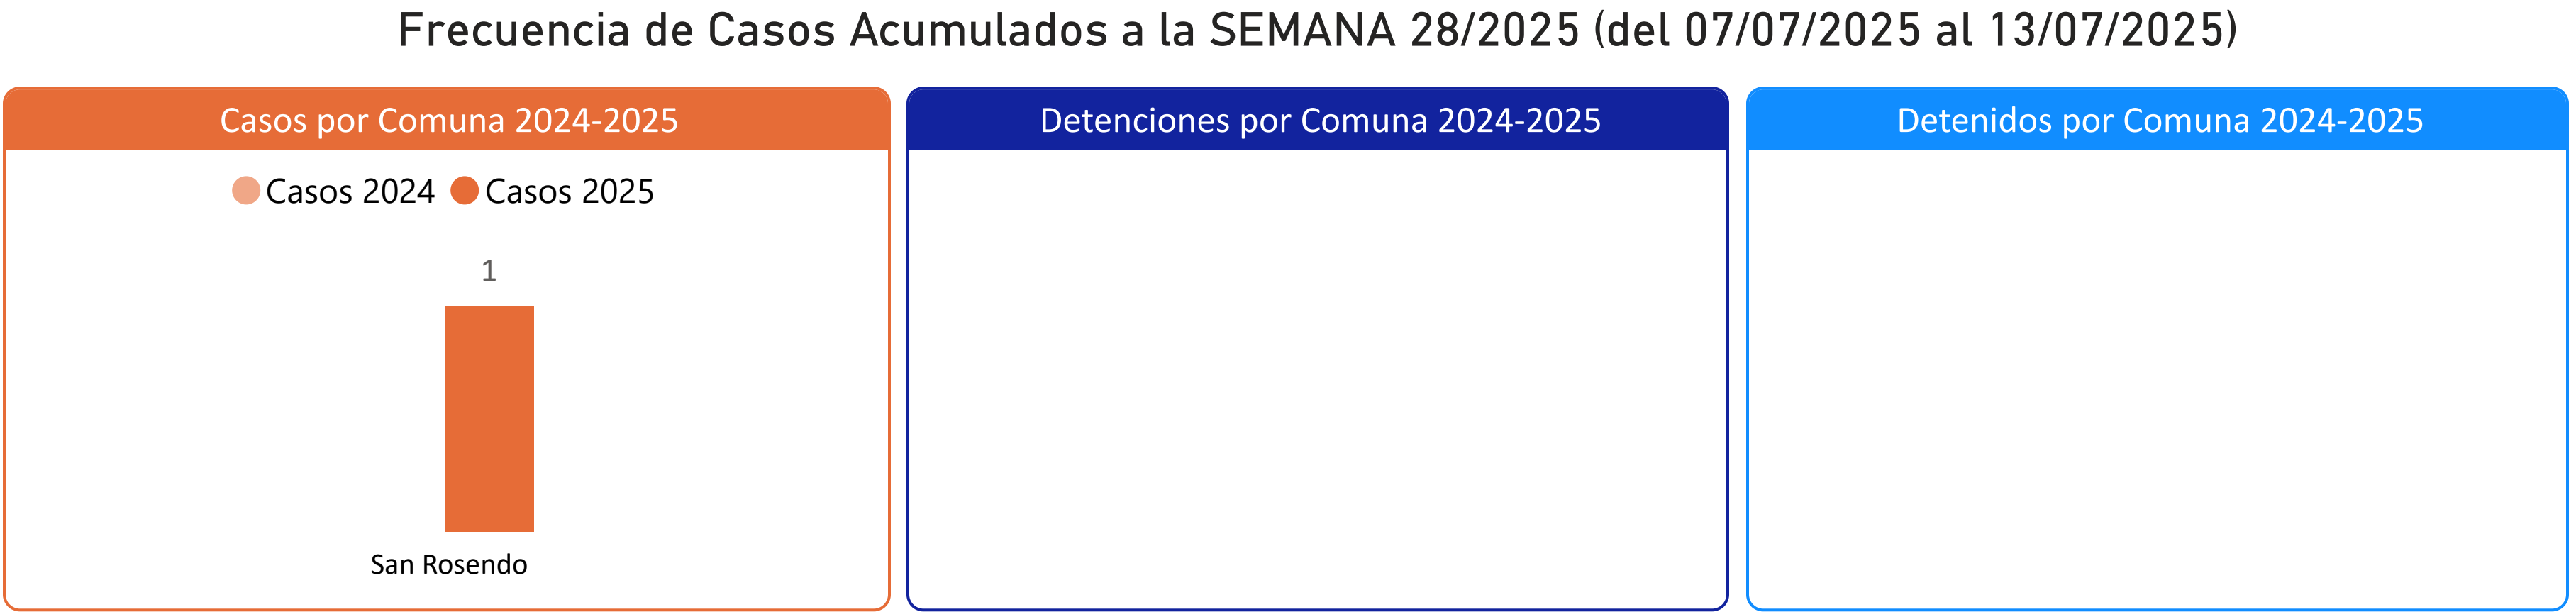 Frecuencia de Casos Acumulados a la SEMANA 28/2025 (del 07/07/2025 al 13/07/2025)
Casos por Comuna 2024-2025
Casos 2024 Casos 2025
1
San Rosendo
Detenciones por Comuna 2024-2025
Detenidos por Comuna 2024-2025